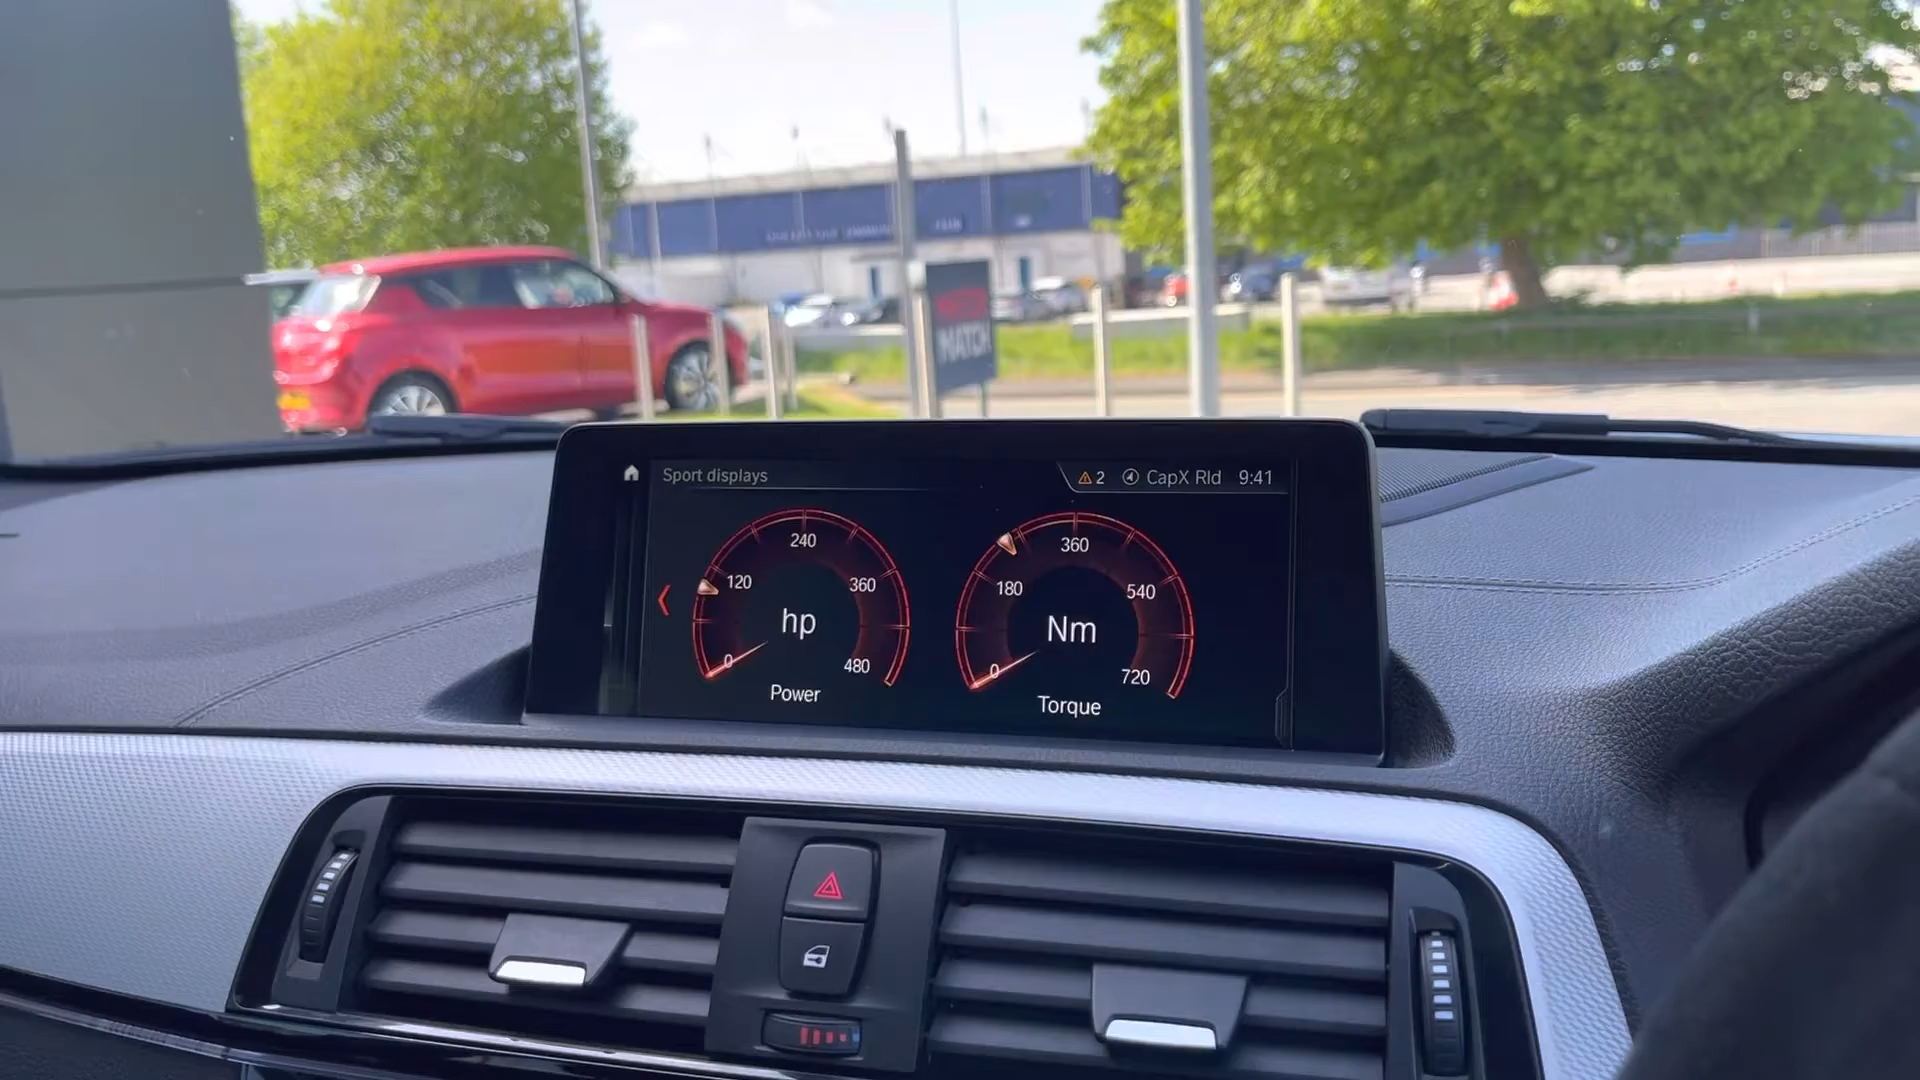 MATCH
Sport displays
2 CapX Rld 9:41
240
120 360
hp
0 480
Power
360
180 540
Nm
0 720
Torque